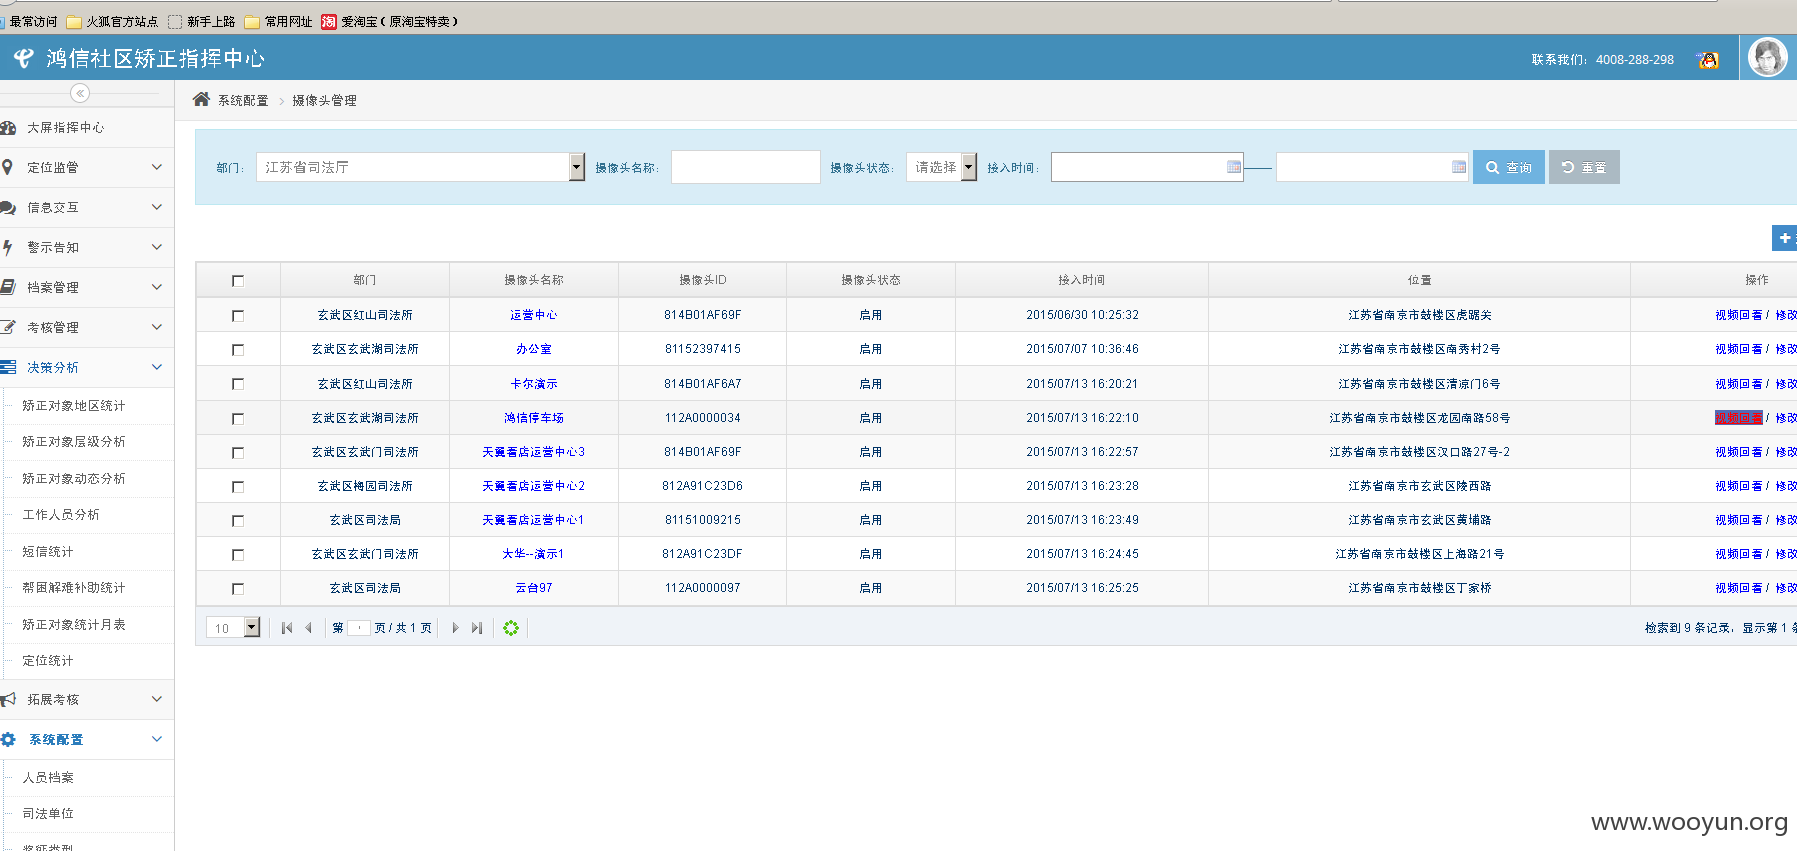 最常访问 火狐官方站点 新手上路 常用网址 淘 爱淘宝（原淘宝特卖）
鸿信社区矫正指挥中心 联系我们： 4008-288-298
系统配置 > 摄像头管理
大屏指挥中心
定位监管
信息交互
警示告知
档案管理
考核管理
决策分析
矫正对象地区统计
矫正对象层级分析
矫正对象动态分析
工作人员分析
短信统计
帮困解难补助统计
矫正对象统计月表
定位统计
拓展考核
系统配置
人员档案
司法单位
奖惩类型
部门： 江苏省司法厅 摄像头名称： 摄像头状态： 请选择 接入时间： 查询 重置
部门 摄像头名称 摄像头ID 摄像头状态 接入时间 位置 操作
玄武区红山司法所 运营中心 814B01AF69F 启用 2015/06/30 10:25:32 江苏省南京市鼓楼区虎踞关 视频回看 / 修改
玄武区玄武湖司法所 办公室 81152397415 启用 2015/07/07 10:36:46 江苏省南京市鼓楼区南秀村2号 视频回看 / 修改
玄武区红山司法所 卡尔演示 814B01AF6A7 启用 2015/07/13 16:20:21 江苏省南京市鼓楼区清凉门6号 视频回看 / 修改
玄武区玄武湖司法所 鸿信停车场 112A0000034 启用 2015/07/13 16:22:10 江苏省南京市鼓楼区龙园南路58号 视频回看 / 修改
玄武区玄武门司法所 天翼看店运营中心3 814B01AF69F 启用 2015/07/13 16:22:57 江苏省南京市鼓楼区汉口路27号-2 视频回看 / 修改
玄武区梅园司法所 天翼看店运营中心2 812A91C23D6 启用 2015/07/13 16:23:28 江苏省南京市玄武区陵西路 视频回看 / 修改
玄武区司法局 天翼看店运营中心1 81151009215 启用 2015/07/13 16:23:49 江苏省南京市玄武区黄埔路 视频回看 / 修改
玄武区玄武门司法所 大华--演示1 812A91C23DF 启用 2015/07/13 16:24:45 江苏省南京市鼓楼区上海路21号 视频回看 / 修改
玄武区司法局 云台97 112A0000097 启用 2015/07/13 16:25:25 江苏省南京市鼓楼区丁家桥 视频回看 / 修改
10 第 页 / 共 1 页 检索到 9 条记录，显示第 1 条
www.wooyun.org